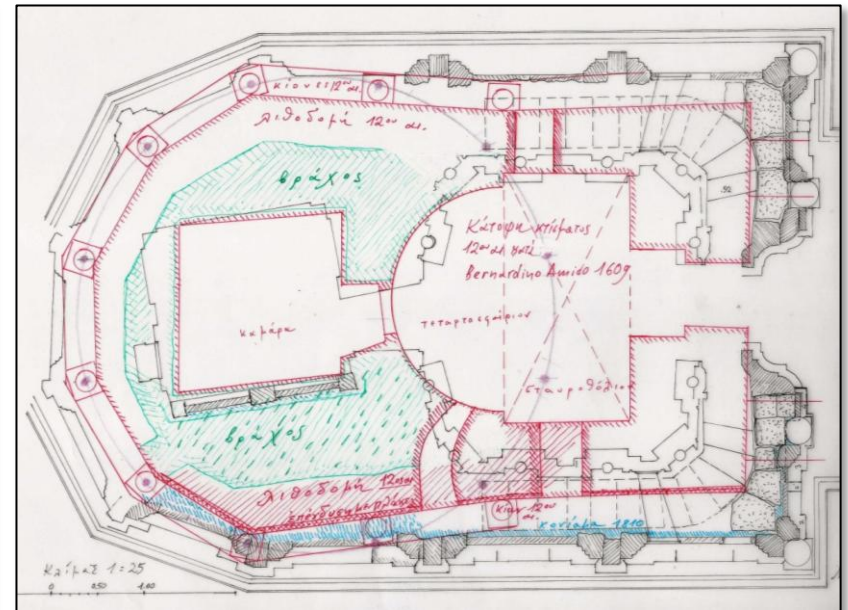 κίονες 12ου αι.
λιθοδομή 12ου αι.
βράχος
Κάτοψη κτίσματος
12ου αι. κατά
Bernardino Amico 1609
τεταρτοσφαίριον
καμάρα
σταυροθόλιον
βράχος
λιθοδομή 12ου αι.
κίων 12ου
αι.
κονίαμα 1810
Κλίμαξ 1:25
0 0.50 1.00